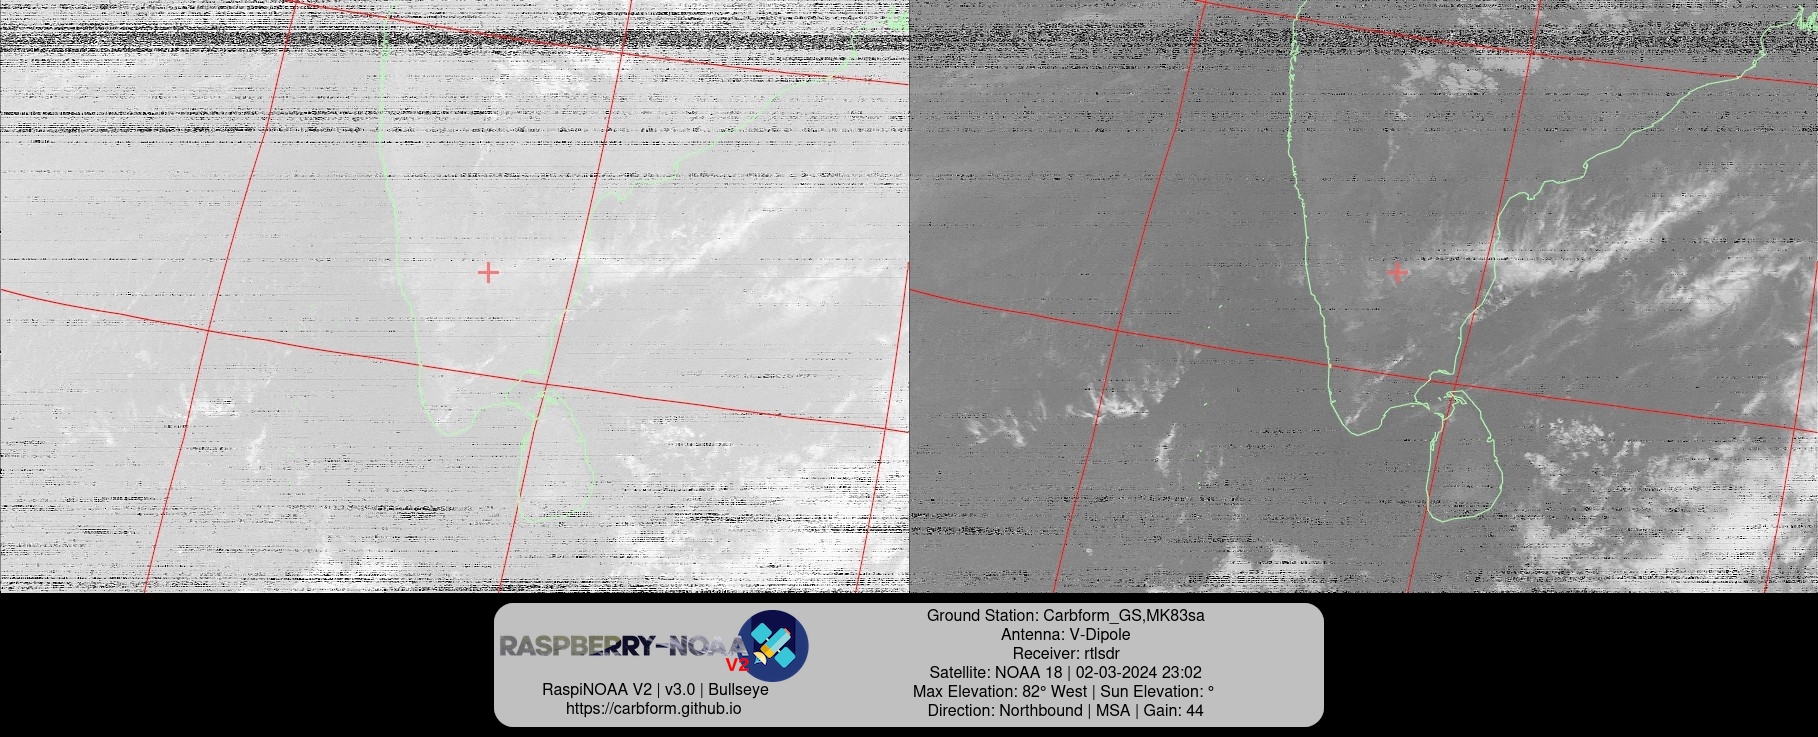 RASPBERRY-NOAA
V2
RaspiNOAA V2 | v3.0 | Bullseye
https://carbform.github.io
Ground Station: Carbform_GS,MK83sa
Antenna: V-Dipole
Receiver: rtlsdr
Satellite: NOAA 18 | 02-03-2024 23:02
Max Elevation: 82° West | Sun Elevation: °
Direction: Northbound | MSA | Gain: 44